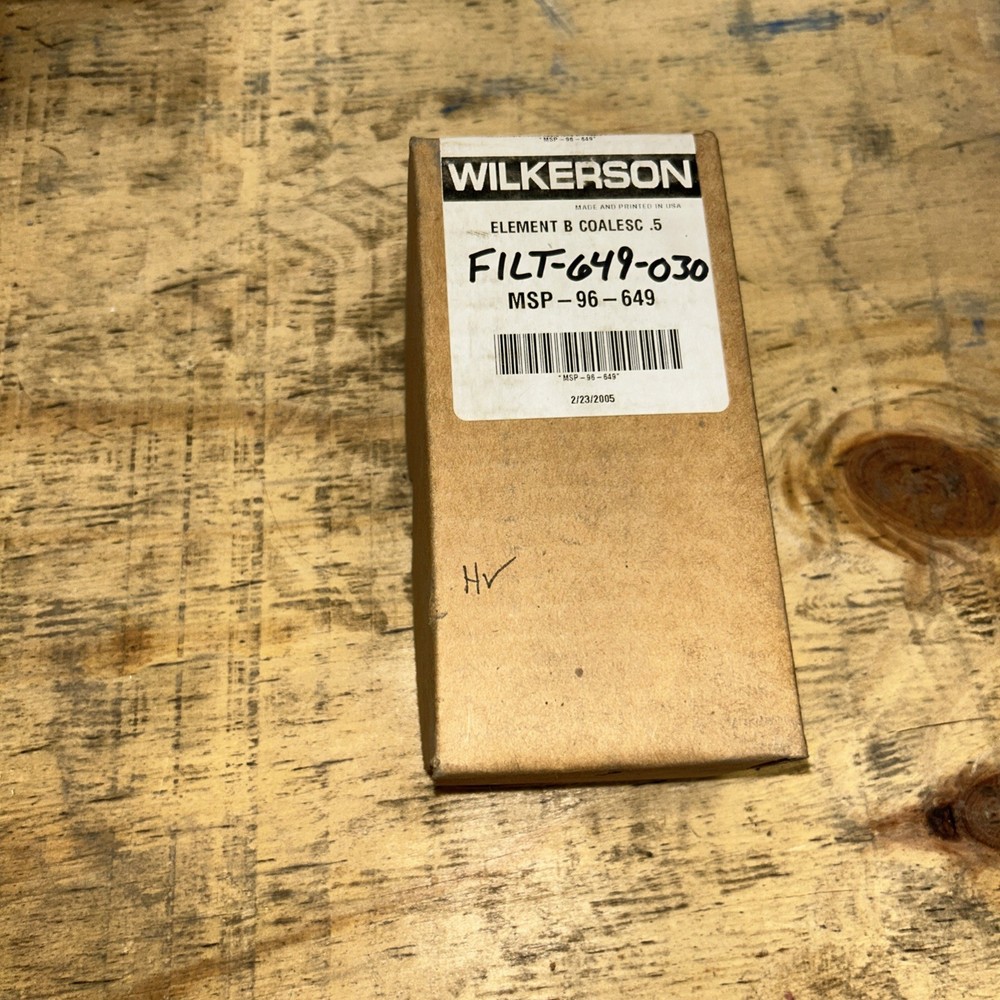 "MSP-96-649"
WILKERSON
MADE AND PRINTED IN USA
ELEMENT B COALESC .5
FILT-649-030
MSP-96-649
"MSP-96-649"
2/23/2005
HV